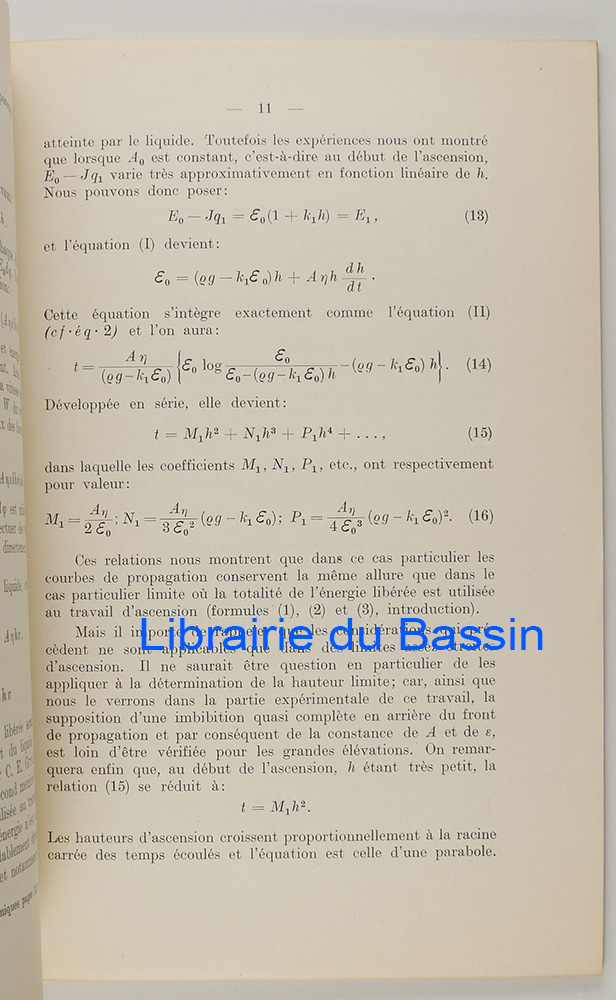 — 11 —
atteinte par le liquide. Toutefois les expériences nous ont montré
que lorsque A₀ est constant, c'est-à-dire au début de l'ascension,
E₀ — Jq₁ varie très approximativement en fonction linéaire de h.
Nous pouvons donc poser:
E₀ — Jq₁ = ℰ₀(1 + k₁h) = E₁, (13)
et l'équation (I) devient:
ℰ₀ = (ϱg — k₁ℰ₀)h + Aηh dh/dt.
Cette équation s'intègre exactement comme l'équation (II)
(cf·éq· 2) et l'on aura:
t = Aη/(ϱg-k₁ℰ₀) {ℰ₀ log ℰ₀/(ℰ₀-(ϱg-k₁ℰ₀)h) -(ϱg - k₁ℰ₀) h}. (14)
Développée en série, elle devient:
t = M₁h² + N₁h³ + P₁h⁴ + ..., (15)
dans laquelle les coefficients M₁, N₁, P₁, etc., ont respectivement
pour valeur:
M₁ = Aη/2ℰ₀; N₁ = Aη/3ℰ₀² (ϱg - k₁ℰ₀); P₁ = Aη/4ℰ₀³ (ϱg - k₁ℰ₀)². (16)
Ces relations nous montrent que dans ce cas particulier les
courbes de propagation conservent la même allure que dans le
cas particulier limite où la totalité de l'énergie libérée est utilisée
au travail d'ascension (formules (1), (2) et (3), introduction).
Mais il importe de rappeler que les considérations qui pré-
Librairie du Bassin
cèdent ne sont applicables que dans des limites assez étroites
d'ascension. Il ne saurait être question en particulier de les
appliquer à la détermination de la hauteur limite; car, ainsi que
nous le verrons dans la partie expérimentale de ce travail, la
supposition d'une imbibition quasi complète en arrière du front
de propagation et par conséquent de la constance de A et de ε,
est loin d'être vérifiée pour les grandes élévations. On remar-
quera enfin que, au début de l'ascension, h étant très petit, la
relation (15) se réduit à:
t = M₁h².
Les hauteurs d'ascension croissent proportionnellement à la racine
carrée des temps écoulés et l'équation est celle d'une parabole.